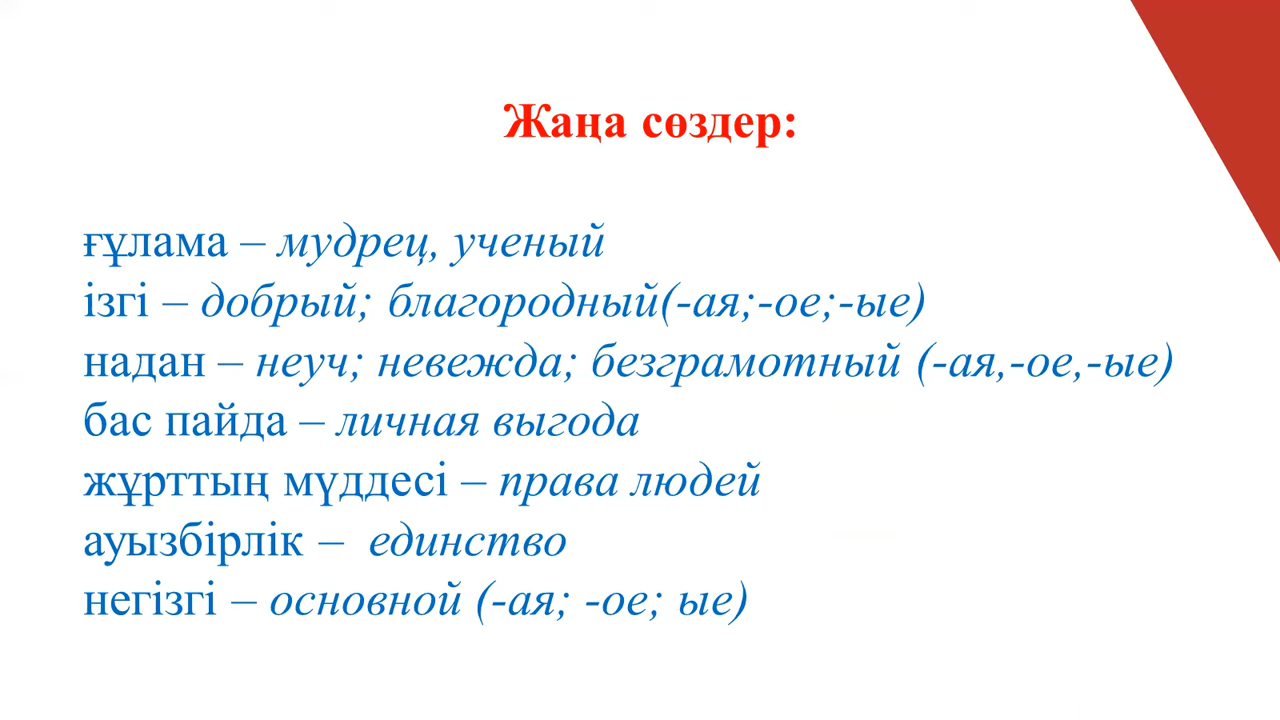 Жаңа сөздер:
ғұлама – мудрец, ученый
ізгі – добрый; благородный(-ая;-ое;-ые)
надан – неуч; невежда; безграмотный (-ая,-ое,-ые)
бас пайда – личная выгода
жұрттың мүддесі – права людей
ауызбірлік –  единство
негізгі – основной (-ая; -ое; ые)